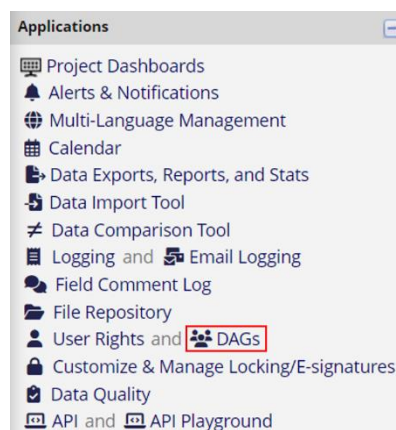 Applications
Project Dashboards
Alerts & Notifications
Multi-Language Management
Calendar
Data Exports, Reports, and Stats
Data Import Tool
Data Comparison Tool
Logging and Email Logging
Field Comment Log
File Repository
User Rights and DAGs
Customize & Manage Locking/E-signatures
Data Quality
API and API Playground